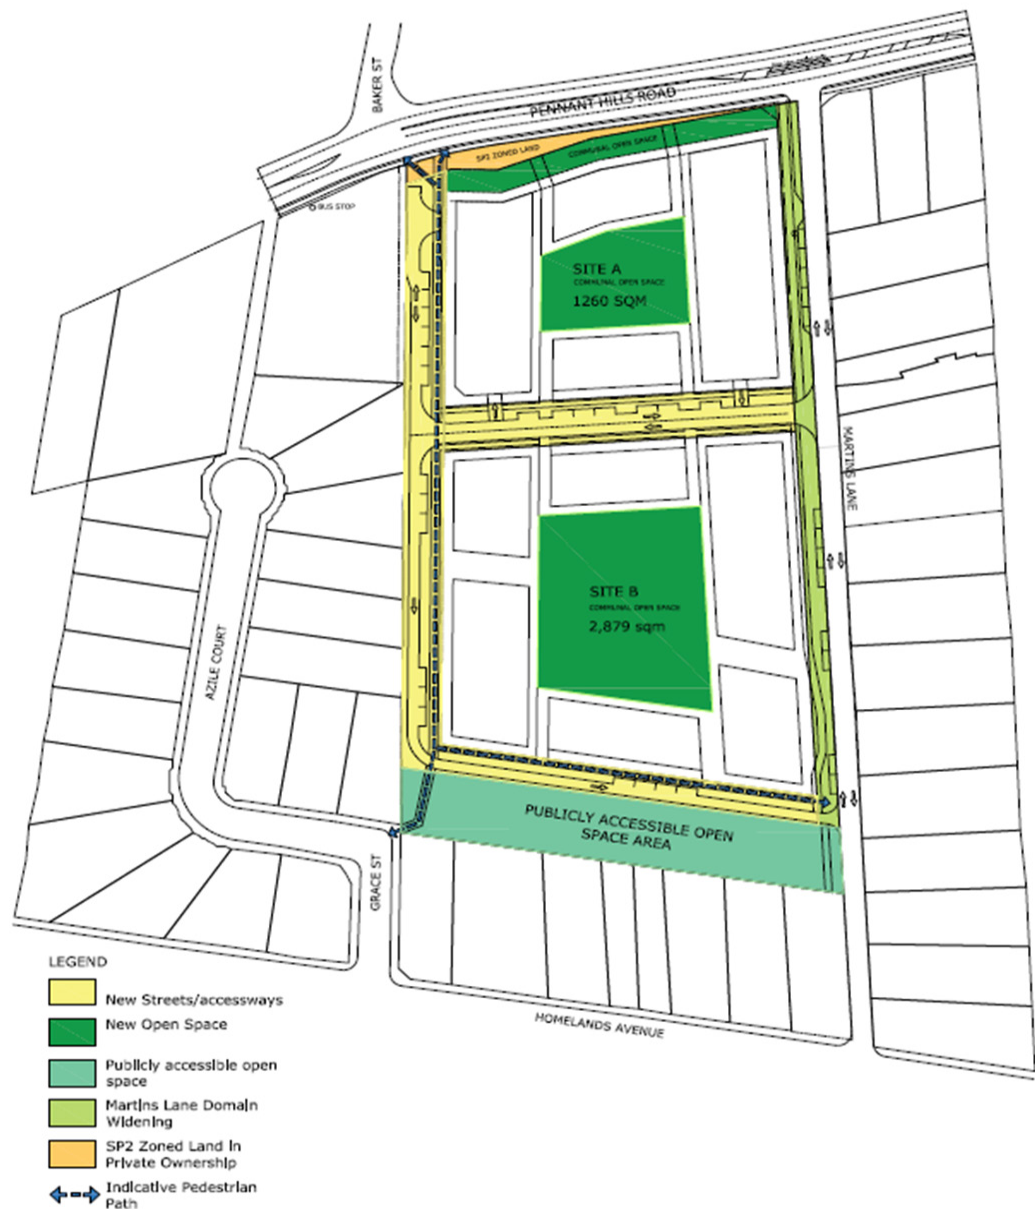 BAKER ST
PENNANT HILLS ROAD
SP2 ZONED LAND
COMMUNAL OPEN SPACE
BUS STOP
SITE A
COMMUNAL OPEN SPACE
1260 SQM
MARTINS LANE
SITE B
COMMUNAL OPEN SPACE
2,879 sqm
AZILE COURT
PUBLICLY ACCESSIBLE OPEN
SPACE AREA
GRACE ST
HOMELANDS AVENUE
LEGEND
New Streets/accessways
New Open Space
Publicly accessible open
space
Martins Lane Domain
Widening
SP2 Zoned Land in
Private Ownership
Indicative Pedestrian
Path